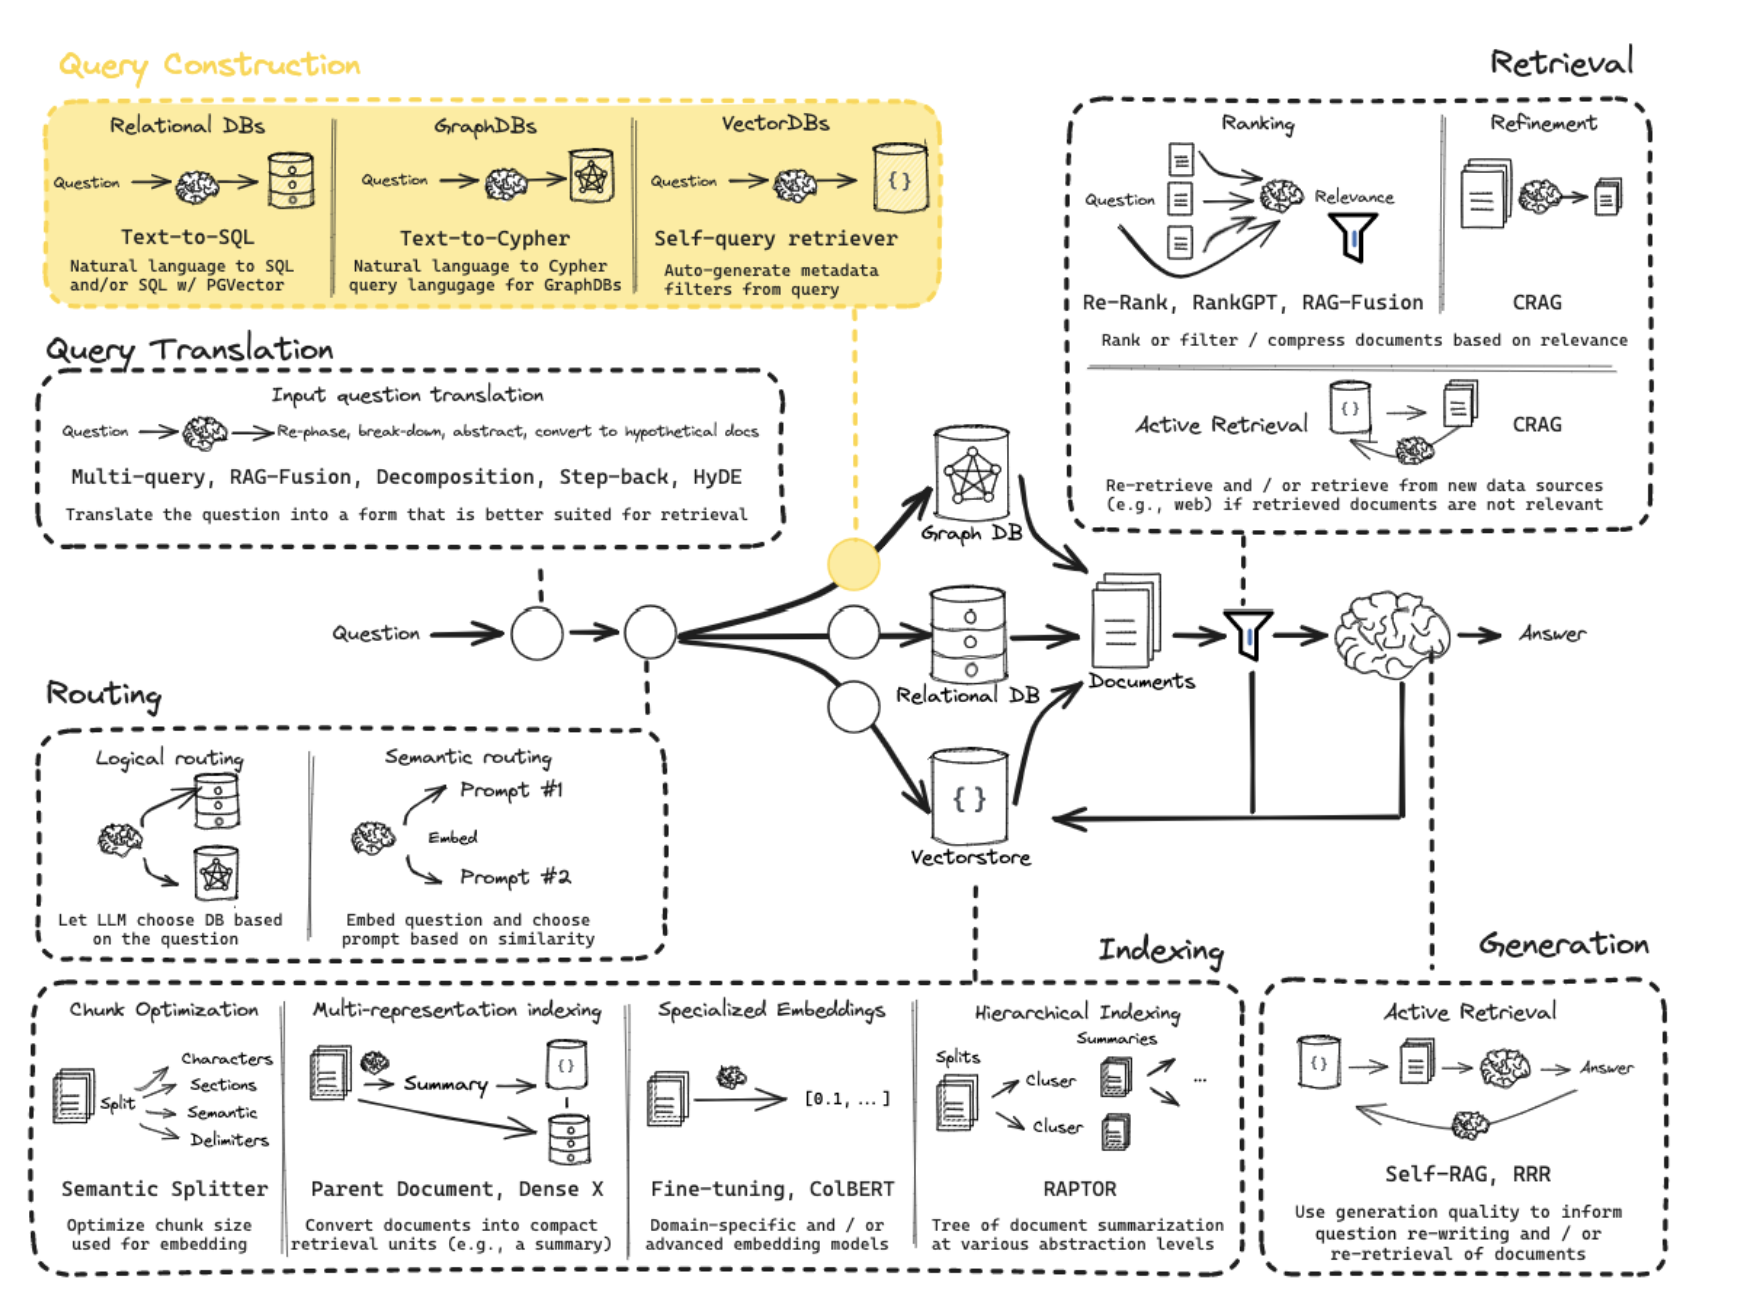 Query Construction
Relational DBs
Question
Text-to-SQL
Natural language to SQL
and/or SQL w/ PGVector
GraphDBs
Question
Text-to-Cypher
Natural language to Cypher
query langugage for GraphDBs
VectorDBs
Question
{}
Self-query retriever
Auto-generate metadata
filters from query
Retrieval
Ranking
Question
Relevance
Re-Rank, RankGPT, RAG-Fusion
Refinement
CRAG
Rank or filter / compress documents based on relevance
Active Retrieval
{}
CRAG
Re-retrieve and / or retrieve from new data sources
(e.g., web) if retrieved documents are not relevant
Query Translation
Input question translation
Question
Re-phase, break-down, abstract, convert to hypothetical docs
Multi-query, RAG-Fusion, Decomposition, Step-back, HyDE
Translate the question into a form that is better suited for retrieval
Question
Graph DB
Relational DB
{}
Vectorstore
Documents
Answer
Routing
Logical routing
Let LLM choose DB based
on the question
Semantic routing
Prompt #1
Embed
Prompt #2
Embed question and choose
prompt based on similarity
Indexing
Chunk Optimization
Split
Characters
Sections
Semantic
Delimiters
Semantic Splitter
Optimize chunk size
used for embedding
Multi-representation indexing
Summary
{}
Parent Document, Dense X
Convert documents into compact
retrieval units (e.g., a summary)
Specialized Embeddings
[0.1, ...]
Fine-tuning, ColBERT
Domain-specific and / or
advanced embedding models
Hierarchical Indexing
Splits
Summaries
Cluser
...
Cluser
RAPTOR
Tree of document summarization
at various abstraction levels
Generation
Active Retrieval
{}
Answer
Self-RAG, RRR
Use generation quality to inform
question re-writing and / or
re-retrieval of documents